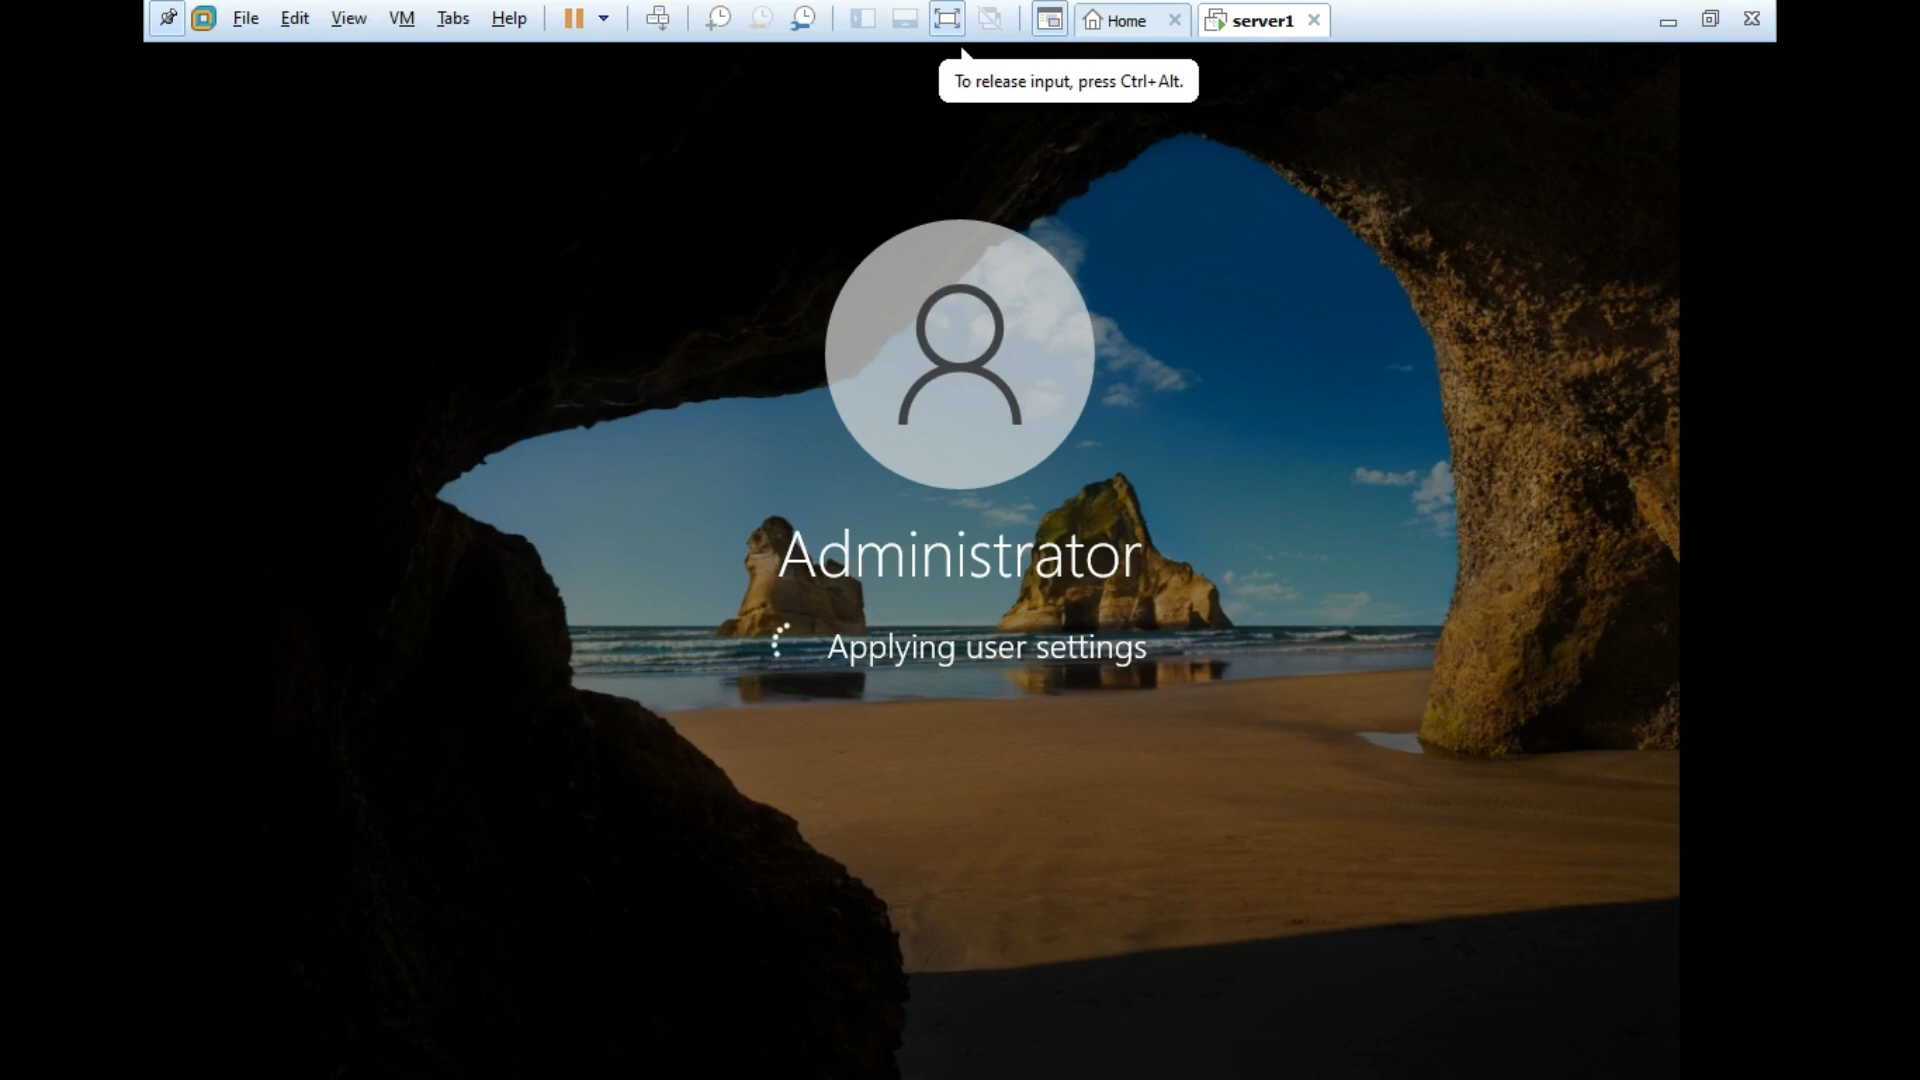 File Edit View VM Tabs Help Home server1
To release input, press Ctrl+Alt.
Administrator
Applying user settings